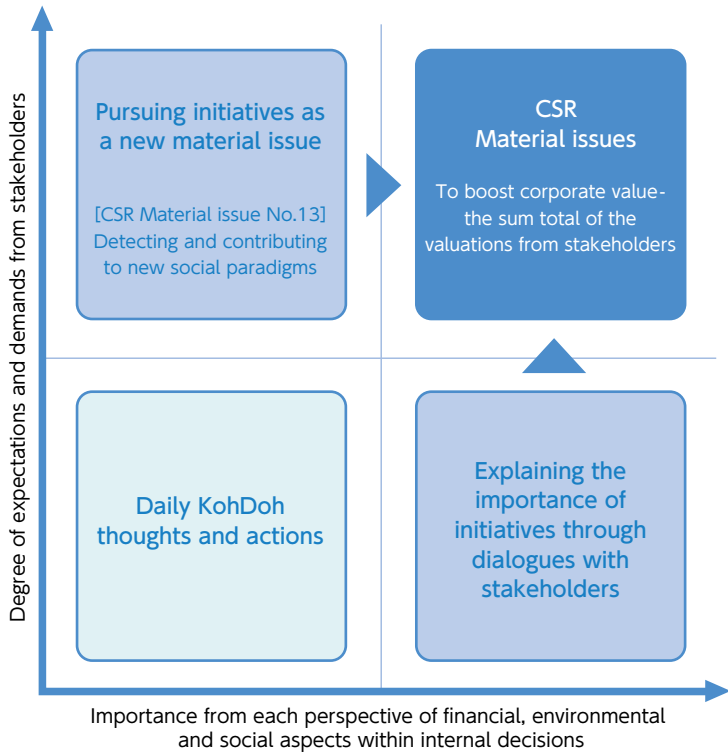 Degree of expectations and demands from stakeholders
Pursuing initiatives as
a new material issue
[CSR Material issue No.13]
Detecting and contributing
to new social paradigms
CSR
Material issues
To boost corporate value-
the sum total of the
valuations from stakeholders
Daily KohDoh
thoughts and actions
Explaining the
importance of
initiatives through
dialogues with
stakeholders
Importance from each perspective of financial, environmental
and social aspects within internal decisions